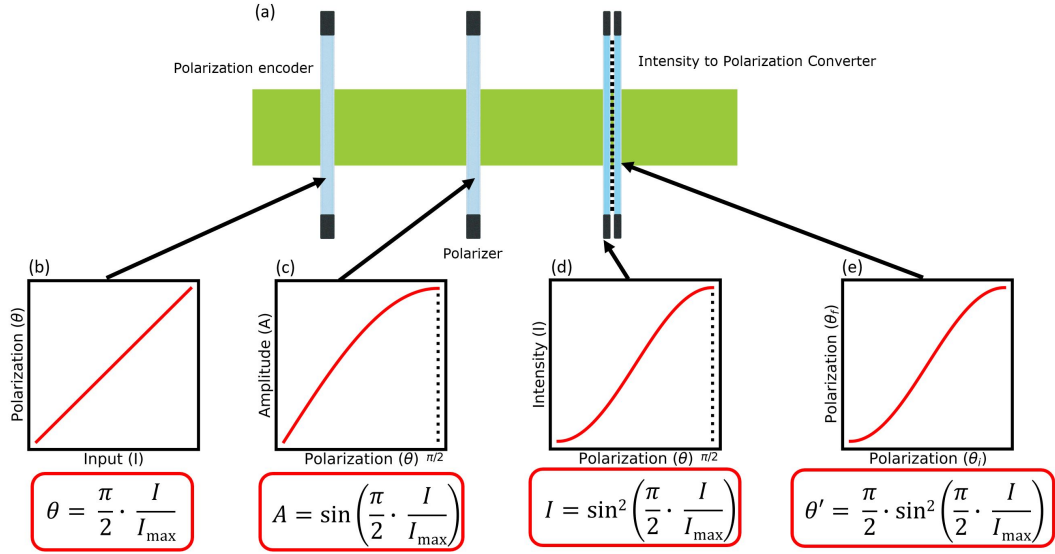 (a)
Polarization encoder
Intensity to Polarization Converter
Polarizer
(b)
Polarization (θ)
Input (I)
θ = π/2 · I/I_max
(c)
Amplitude (A)
Polarization (θ) π/2
A = sin(π/2 · I/I_max)
(d)
Intensity (I)
Polarization (θ) π/2
I = sin²(π/2 · I/I_max)
(e)
Polarization (θ_f)
Polarization (θ_i)
θ′ = π/2 · sin²(π/2 · I/I_max)